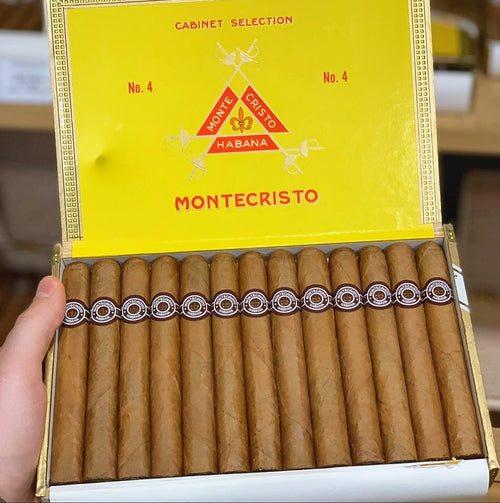 CABINET SELECTION
No. 4
No. 4
MONTE CRISTO
HABANA
MONTECRISTO